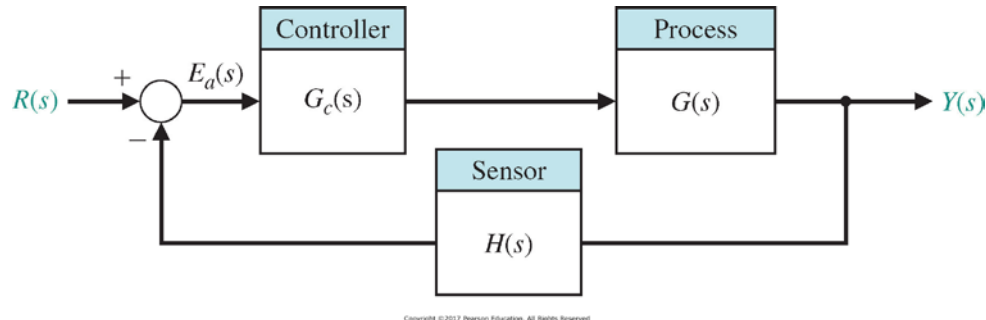 Controller
Process
+
E_a(s)
R(s)
G_c(s)
G(s)
Y(s)
−
Sensor
H(s)
Copyright ©2017 Pearson Education, All Rights Reserved